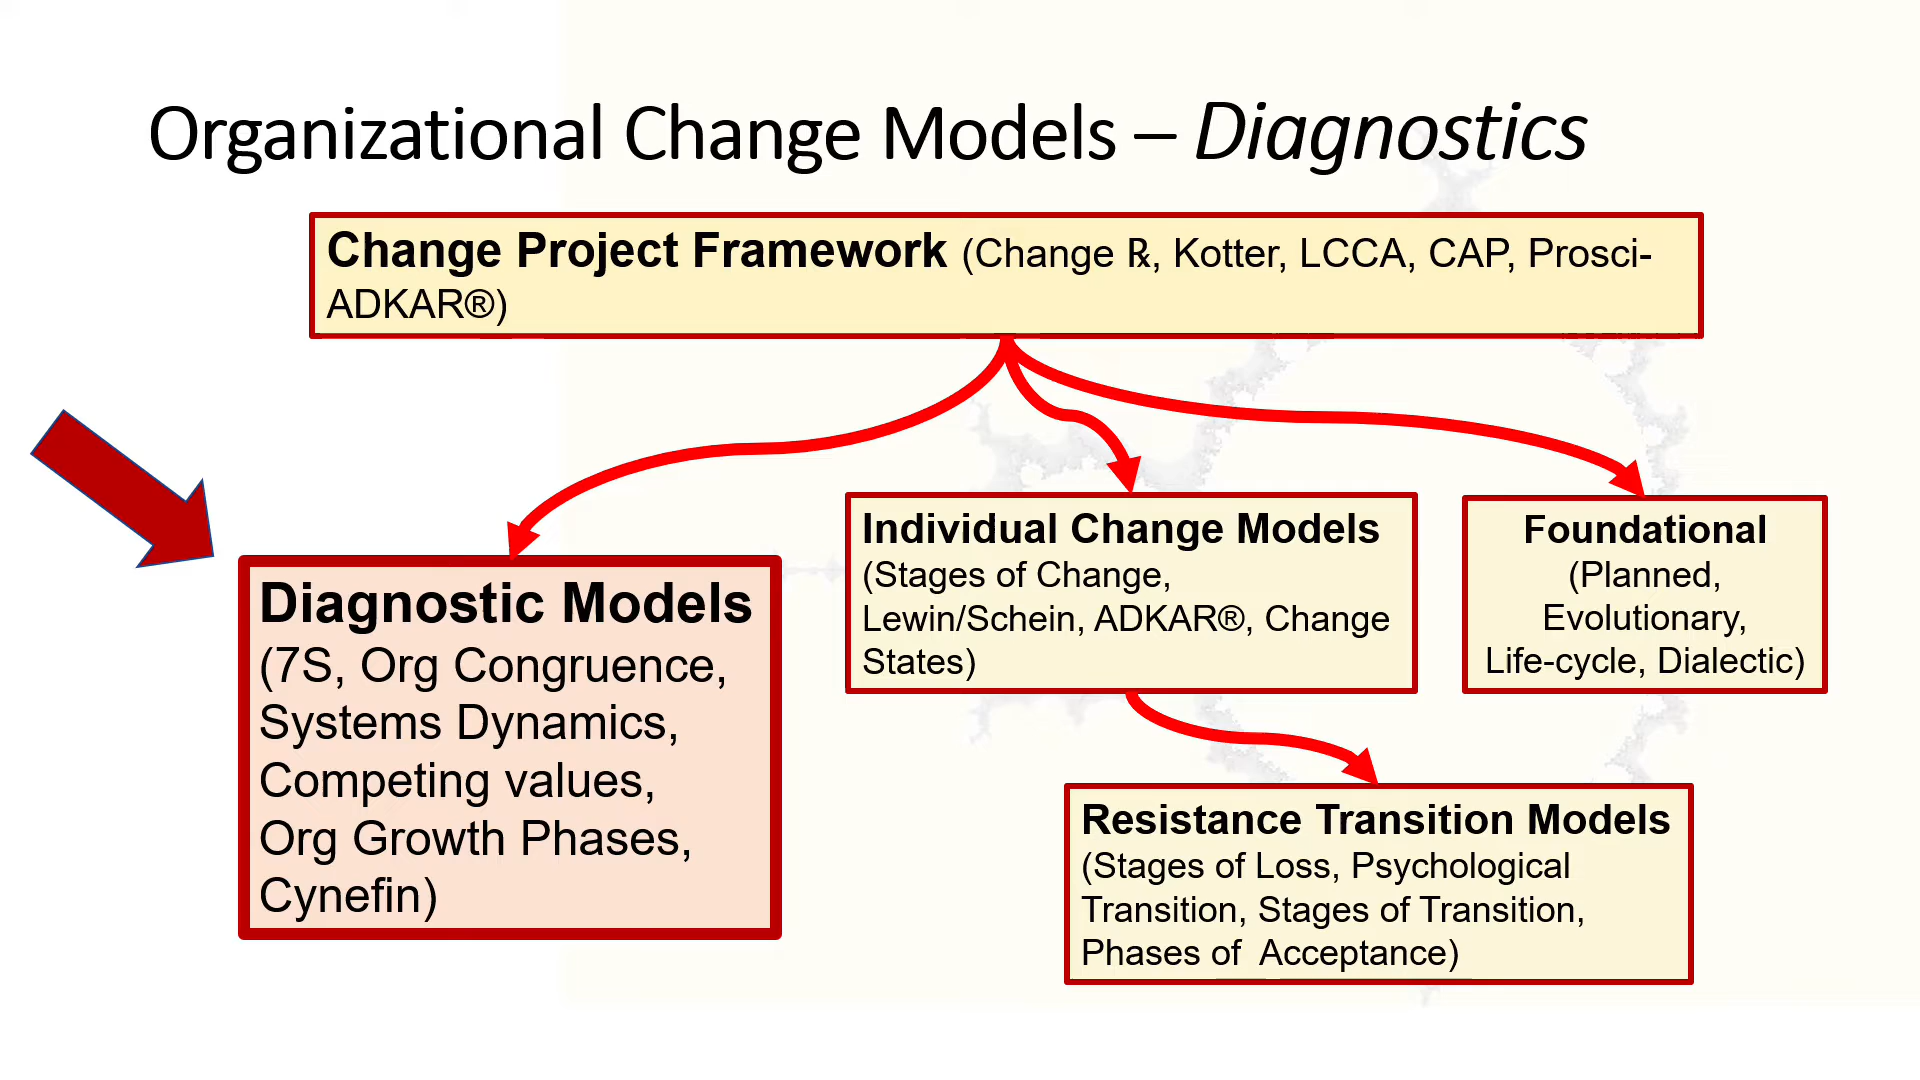 Organizational Change Models – Diagnostics
Change Project Framework (Change ℞, Kotter, LCCA, CAP, Prosci-
ADKAR®)
Diagnostic Models
(7S, Org Congruence,
Systems Dynamics,
Competing values,
Org Growth Phases,
Cynefin)
Individual Change Models
(Stages of Change,
Lewin/Schein, ADKAR®, Change
States)
Foundational
(Planned,
Evolutionary,
Life-cycle, Dialectic)
Resistance Transition Models
(Stages of Loss, Psychological
Transition, Stages of Transition,
Phases of  Acceptance)